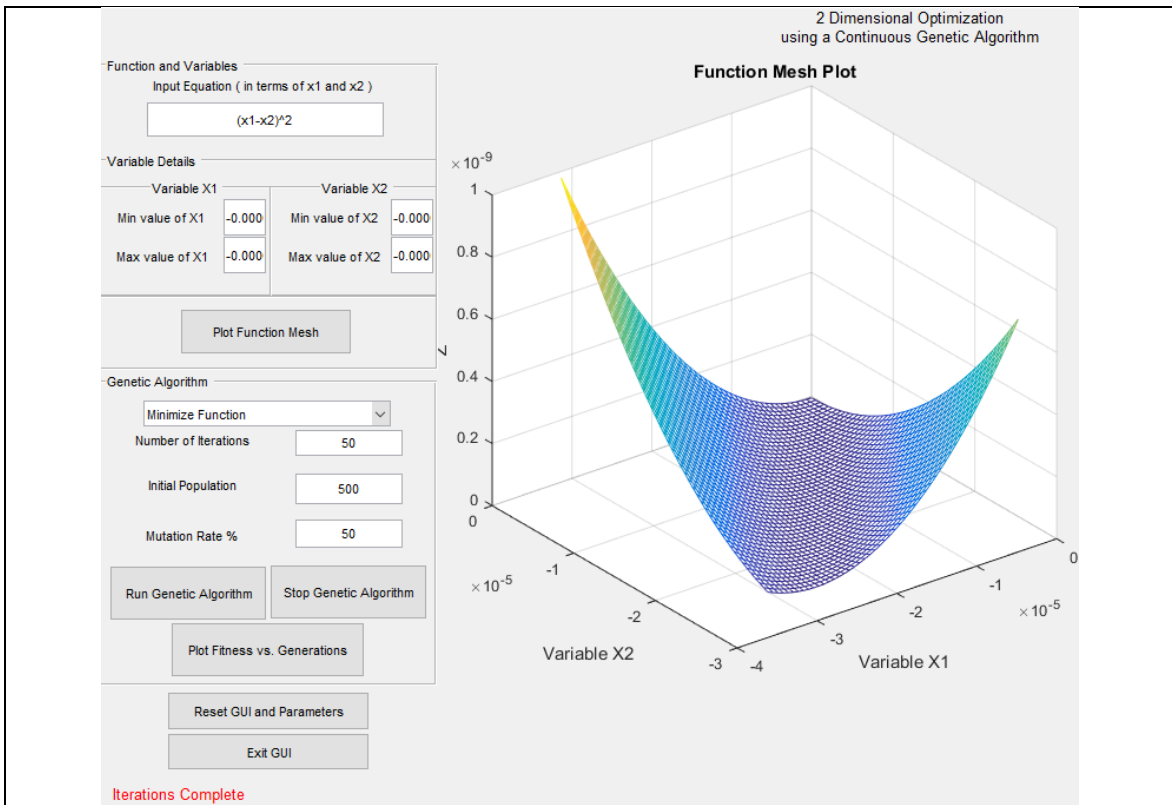 2 Dimensional Optimization
using a Continuous Genetic Algorithm
Function and Variables
Input Equation ( in terms of x1 and x2 )
(x1-x2)^2
Variable Details
Variable X1
Variable X2
Min value of X1
-0.000
Min value of X2
-0.000
Max value of X1
-0.000
Max value of X2
-0.000
Plot Function Mesh
Genetic Algorithm
Minimize Function
Number of Iterations
50
Initial Population
500
Mutation Rate %
50
Run Genetic Algorithm
Stop Genetic Algorithm
Plot Fitness vs. Generations
Reset GUI and Parameters
Exit GUI
Iterations Complete
Function Mesh Plot
×10⁻⁹
1
0.8
0.6
0.4
0.2
0
Z
0
-1
-2
-3
×10⁻⁵
Variable X2
-4
-3
-2
-1
0
×10⁻⁵
Variable X1